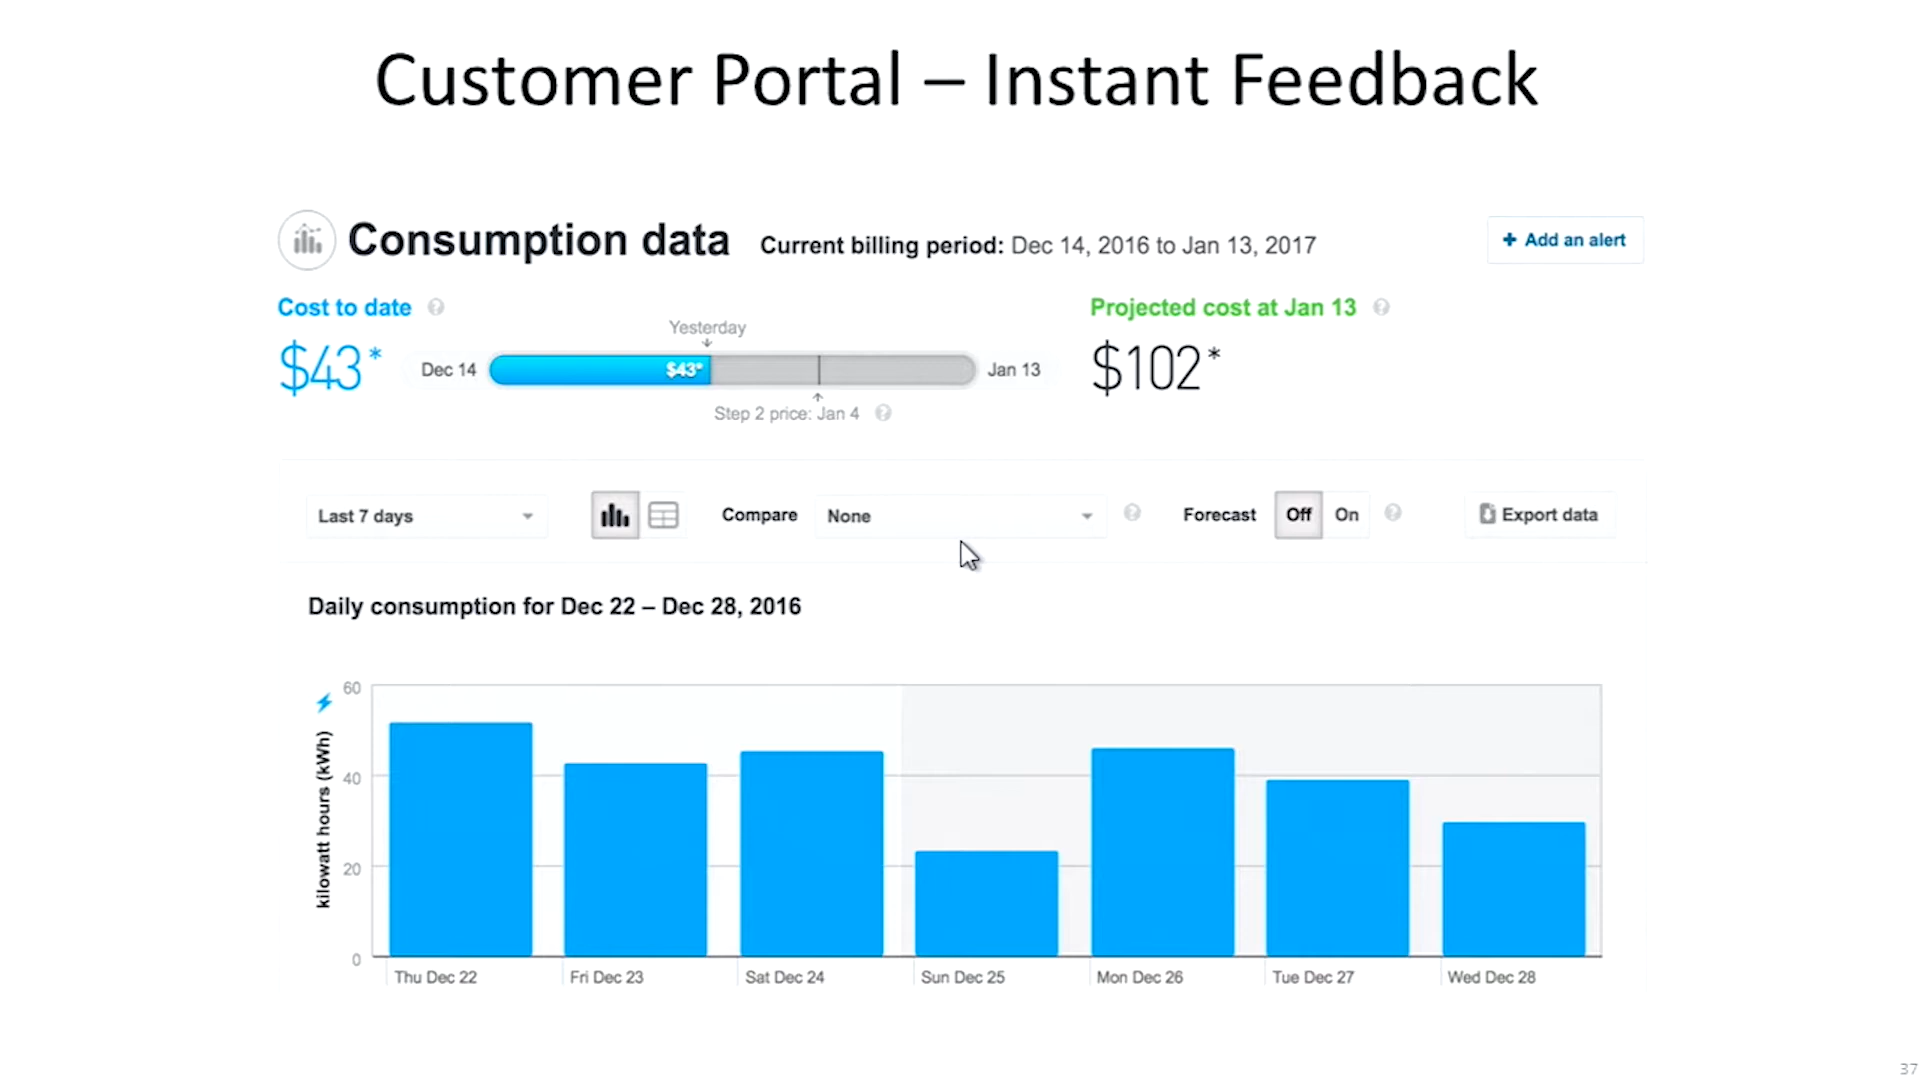 Customer Portal – Instant Feedback
Consumption data
Current billing period: Dec 14, 2016 to Jan 13, 2017
+ Add an alert
Cost to date ?
Projected cost at Jan 13 ?
Yesterday
$43*
Dec 14
$43*
Jan 13
$102*
Step 2 price: Jan 4 ?
Last 7 days
Compare
None
?
Forecast
Off
On
?
Export data
Daily consumption for Dec 22 – Dec 28, 2016
kilowatt hours (kWh)
60
40
20
0
Thu Dec 22
Fri Dec 23
Sat Dec 24
Sun Dec 25
Mon Dec 26
Tue Dec 27
Wed Dec 28
37